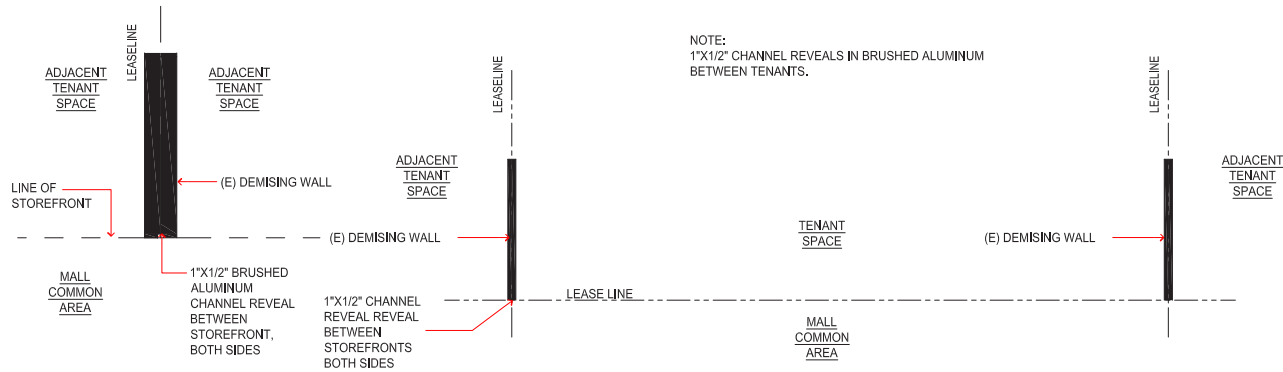 LEASELINE
ADJACENT
TENANT
SPACE
ADJACENT
TENANT
SPACE
(E) DEMISING WALL
LINE OF
STOREFRONT
MALL
COMMON
AREA
1"X1/2" BRUSHED
ALUMINUM
CHANNEL REVEAL
BETWEEN
STOREFRONT,
BOTH SIDES
LEASELINE
ADJACENT
TENANT
SPACE
(E) DEMISING WALL
1"X1/2" CHANNEL
REVEAL REVEAL
BETWEEN
STOREFRONTS
BOTH SIDES
NOTE:
1"X1/2" CHANNEL REVEALS IN BRUSHED ALUMINUM
BETWEEN TENANTS.
TENANT
SPACE
LEASE LINE
MALL
COMMON
AREA
(E) DEMISING WALL
LEASELINE
ADJACENT
TENANT
SPACE